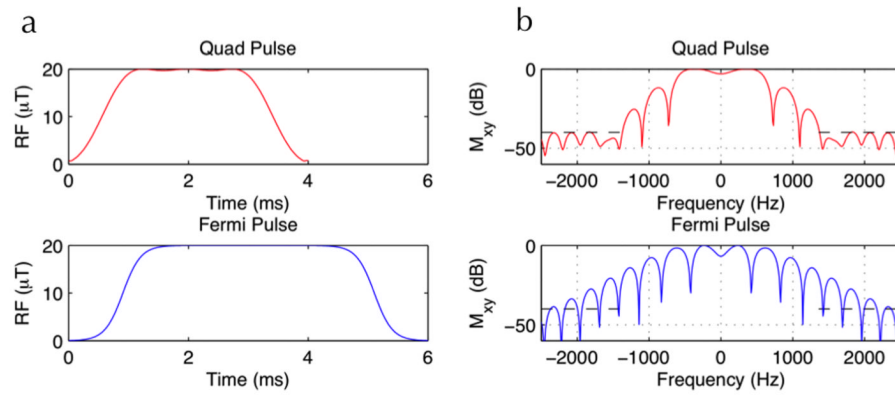 a
Quad Pulse
RF (μT)
20
10
0
0 2 4 6
Time (ms)
Fermi Pulse
RF (μT)
20
10
0
0 2 4 6
Time (ms)
b
Quad Pulse
Mxy (dB)
0
−50
−2000 −1000 0 1000 2000
Frequency (Hz)
Fermi Pulse
Mxy (dB)
0
−50
−2000 −1000 0 1000 2000
Frequency (Hz)